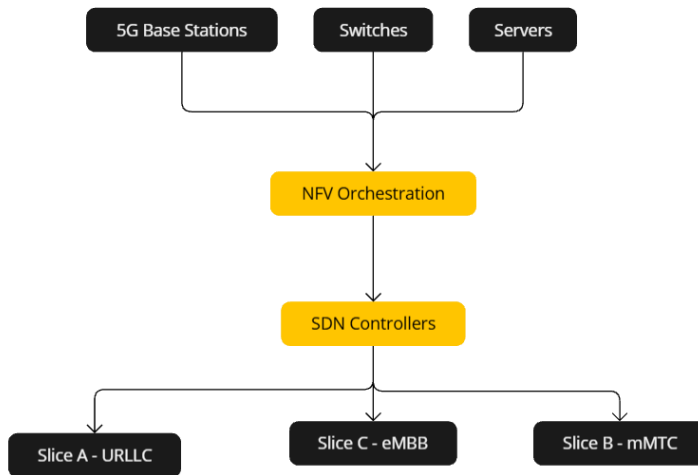 5G Base Stations
Switches
Servers
NFV Orchestration
SDN Controllers
Slice A - URLLC
Slice C - eMBB
Slice B - mMTC